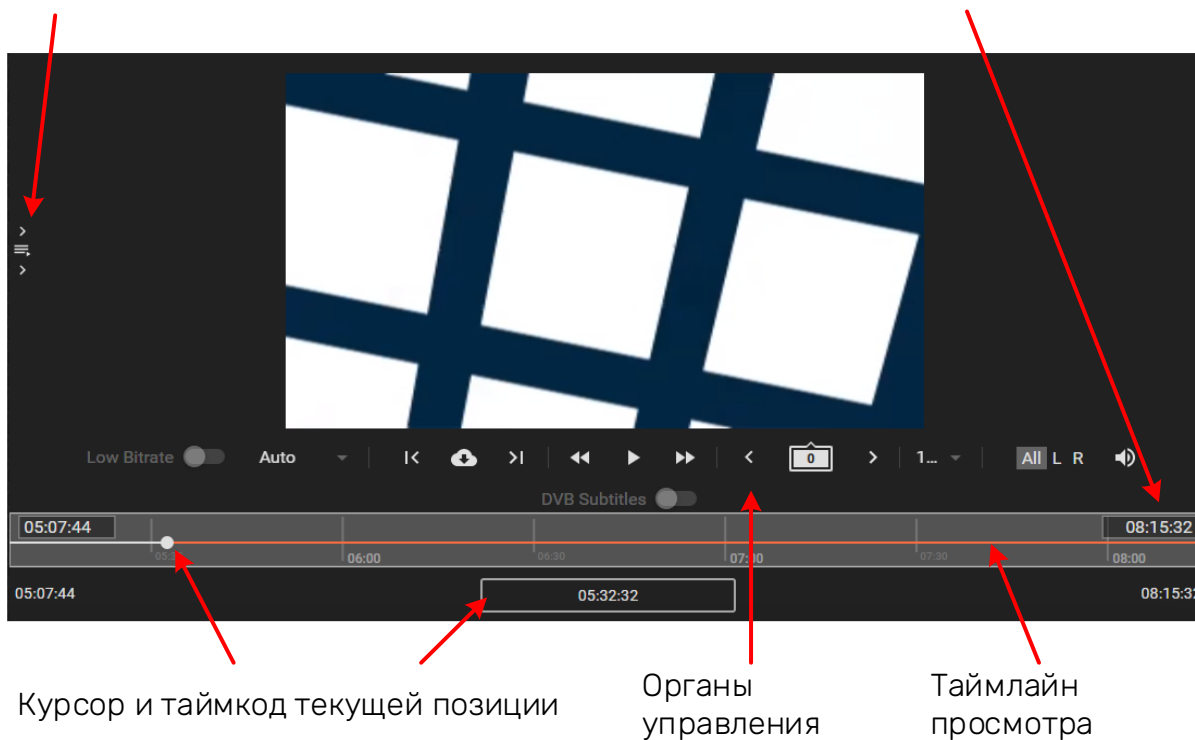 Low Bitrate Auto 0 1... All L R
DVB Subtitles
05:07:44 08:15:32
06:00 06:30 07:00 07:30 08:00
05:07:44 05:32:32 08:15:32
Курсор и таймкод текущей позиции
Органы
управления
Таймлайн
просмотра